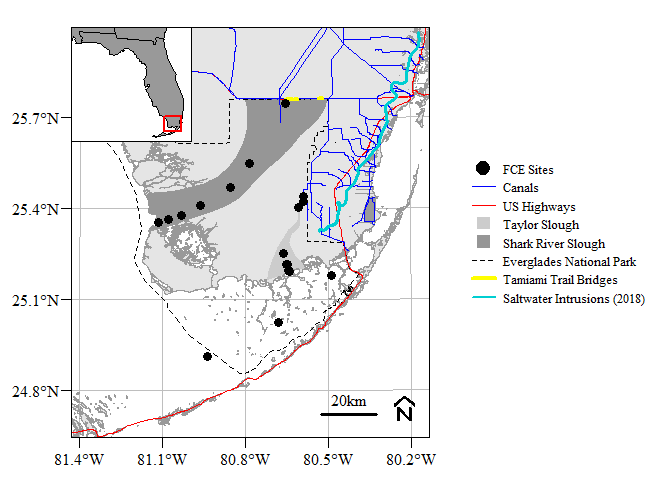 25.7°N
25.4°N
25.1°N
24.8°N
81.4°W
81.1°W
80.8°W
80.5°W
80.2°W
20km
N
FCE Sites
Canals
US Highways
Taylor Slough
Shark River Slough
Everglades National Park
Tamiami Trail Bridges
Saltwater Intrusions (2018)